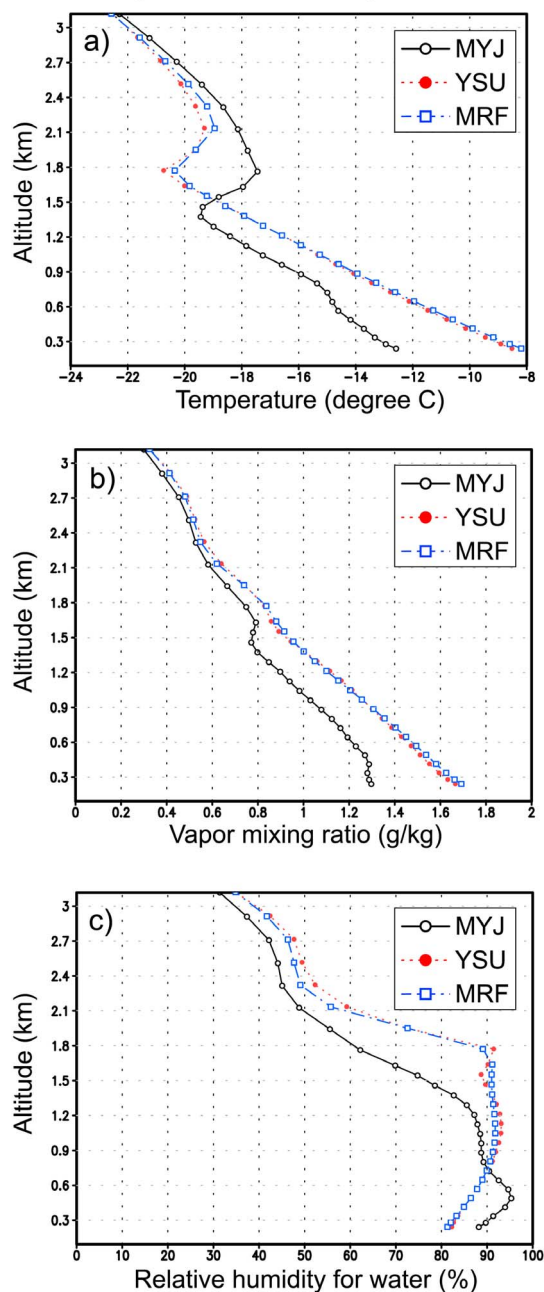 a)
MYJ
YSU
MRF
3
2.7
2.4
2.1
1.8
1.5
1.2
0.9
0.6
0.3
Altitude (km)
−24 −22 −20 −18 −16 −14 −12 −10 −8
Temperature (degree C)
b)
MYJ
YSU
MRF
3
2.7
2.4
2.1
1.8
1.5
1.2
0.9
0.6
0.3
Altitude (km)
0 0.2 0.4 0.6 0.8 1 1.2 1.4 1.6 1.8 2
Vapor mixing ratio (g/kg)
c)
MYJ
YSU
MRF
3
2.7
2.4
2.1
1.8
1.5
1.2
0.9
0.6
0.3
Altitude (km)
0 10 20 30 40 50 60 70 80 90 100
Relative humidity for water (%)